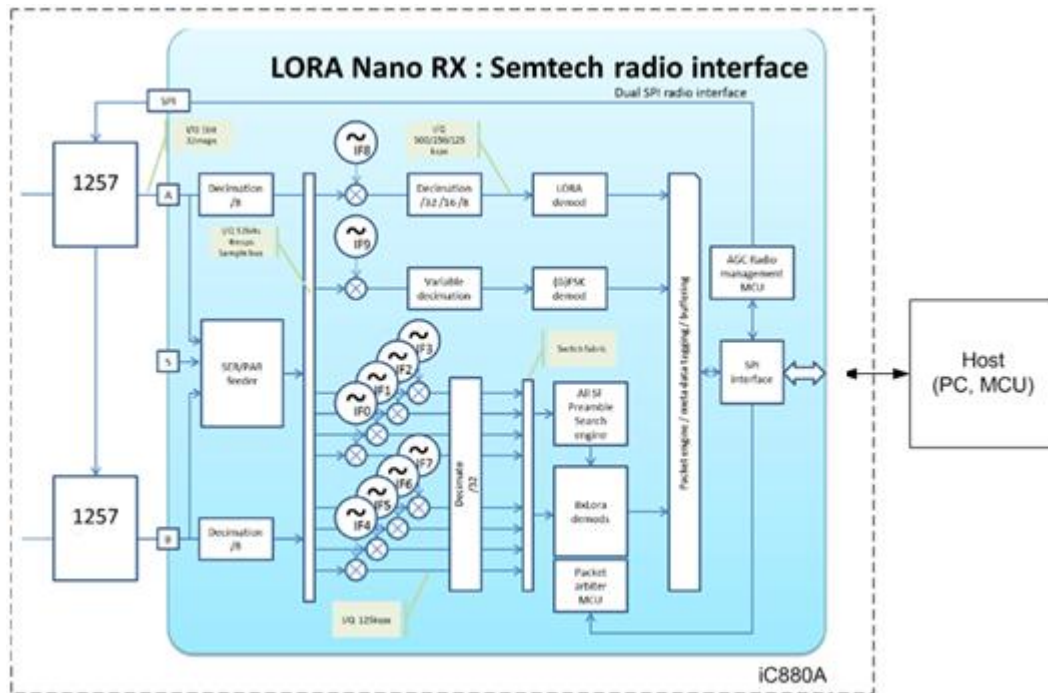 LORA Nano RX : Semtech radio interface
Dual SPI radio interface
SPI
1257
A
Decimation
/8
IF8
Decimation
/32 /16 /8
LORA
demod
IF9
Variable
decimation
(G)FSK
demod
AGC Radio
management
MCU
S
SER/PAR
feeder
IF3
IF2
IF1
IF0
Switch fabric
All SF
Preamble
Search
engine
SPI
interface
Packet engine / meta data tagging / buffering
Host
(PC, MCU)
IF7
IF6
IF5
IF4
Decimate
/32
8xLora
demods
1257
B
Decimation
/8
Packet
arbiter
MCU
iC880A